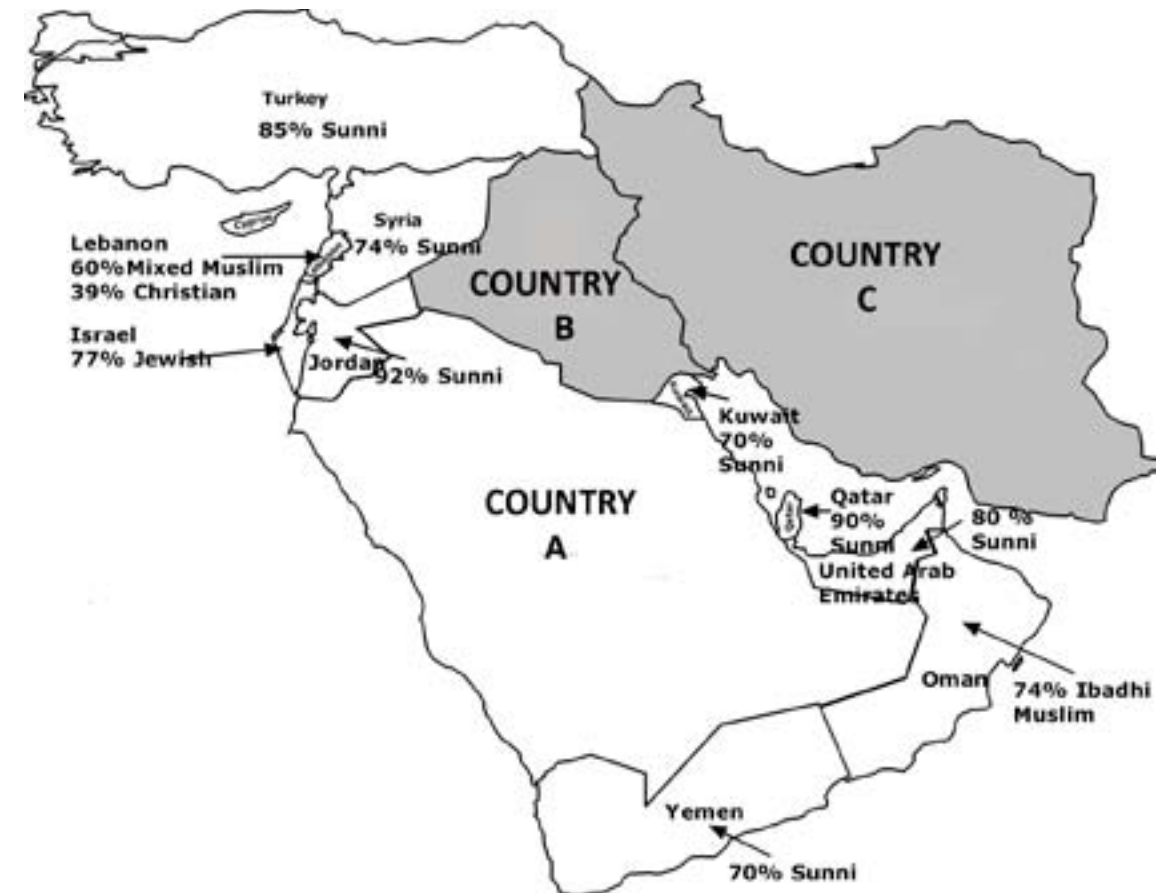 Turkey
85% Sunni
Cyprus
Syria
74% Sunni
Lebanon
60%Mixed Muslim
39% Christian
COUNTRY
B
COUNTRY
C
Israel
77% Jewish
Jordan
92% Sunni
Kuwait
70%
Sunni
COUNTRY
A
Qatar
Qatar
90%
Sunni
80 %
Sunni
United Arab
Emirates
Oman
74% Ibadhi
Muslim
Yemen
70% Sunni